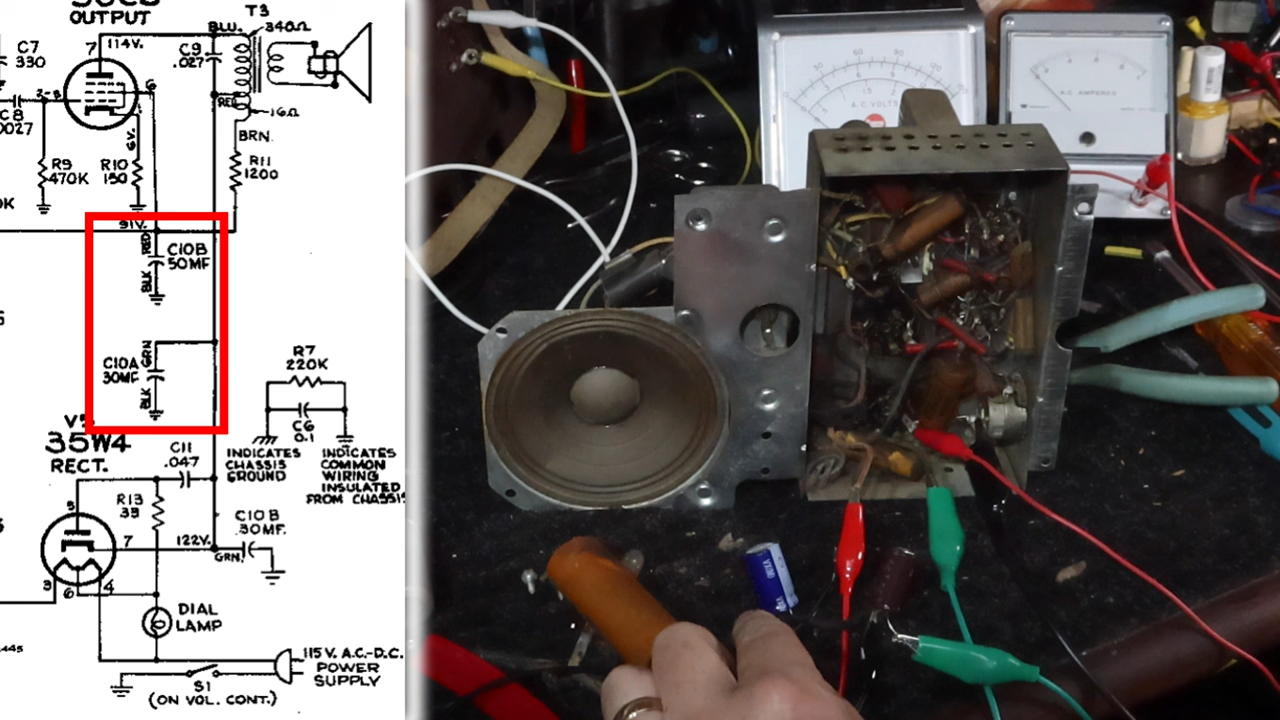 OUTPUT
T3
BLU.
340Ω
7
114V.
C9
.027
C7
330
6
C8
0027
RED
16Ω
6V.
BRN.
R9
470K
R10
150
R11
1200
91V.
RED
C10B
50MF
BLK
GRN
C10A
30MF
BLK
R7
220K
35W4
RECT.
C11
.047
C6
0.1
INDICATES
CHASSIS
GROUND
INDICATES
COMMON
WIRING
INSULATED
FROM CHASSIS
R13
39
5
C10B
30MF.
7
122V.
GRN.
3
6
4
DIAL
LAMP
115 V. A.C.-D.C.
POWER
SUPPLY
S1
(ON VOL. CONT.)
A.C. VOLTS
A.C. AMPERES